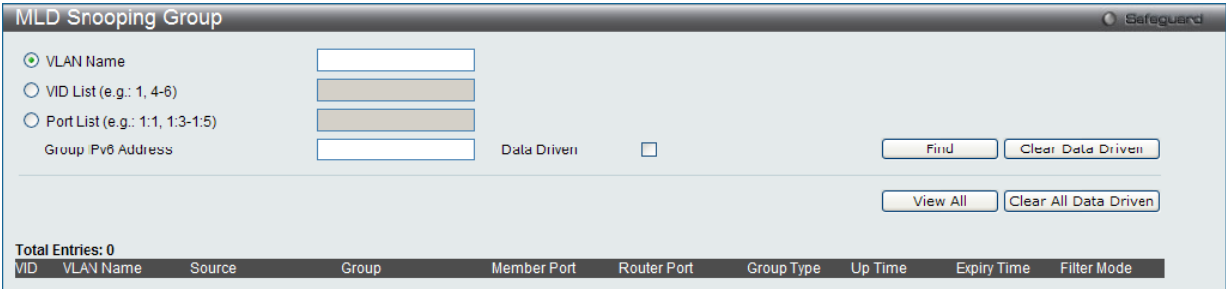 MLD Snooping Group Safeguard
VLAN Name
VID List (e.g.: 1, 4-6)
Port List (e.g.: 1:1, 1:3-1:5)
Group IPv6 Address Data Driven Find Clear Data Driven
View All Clear All Data Driven
Total Entries: 0
VID VLAN Name Source Group Member Port Router Port Group Type Up Time Expiry Time Filter Mode